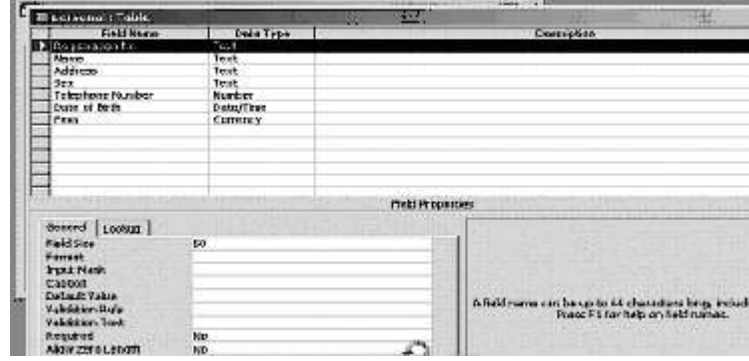 : Table
Field Name Data Type Description
Text
Name Text
Address Text
Sex Text
Telephone Number Number
Date of Birth Date/Time
Fees Currency
Field Properties
General Lookup
Field Size 50
Format
Input Mask
Caption
Default Value
Validation Rule
Validation Text
Required No
Allow Zero Length No
A field name can be up to 64 characters long, includ
Press F1 for help on field names.